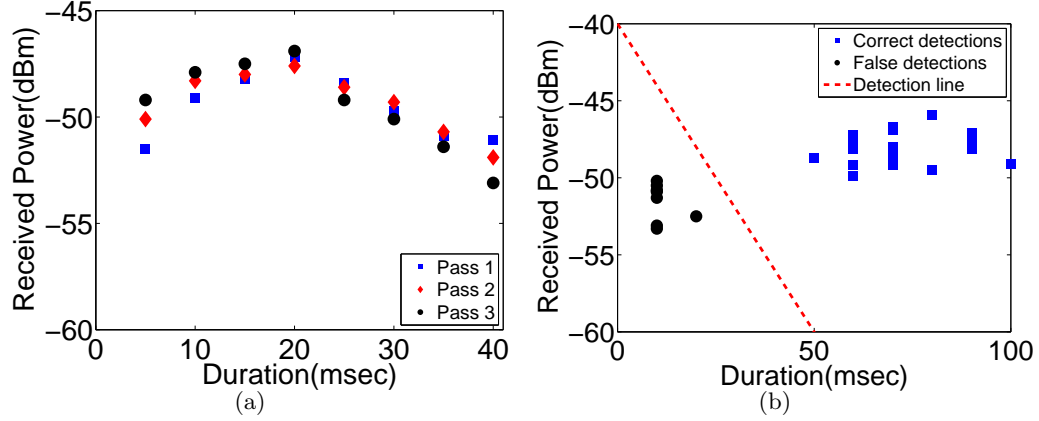 −45
−50
−55
−60
0
10
20
30
40
Received Power(dBm)
Duration(msec)
Pass 1
Pass 2
Pass 3
(a)
−40
−45
−50
−55
−60
0
50
100
Received Power(dBm)
Duration(msec)
Correct detections
False detections
Detection line
(b)